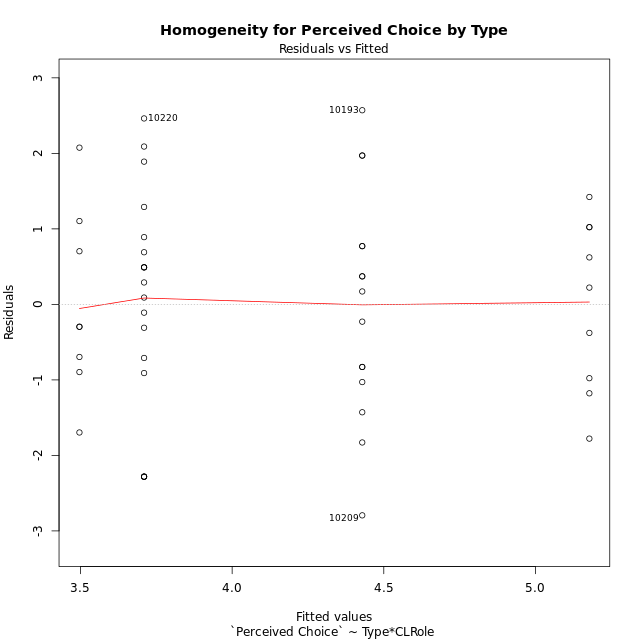 Homogeneity for Perceived Choice by Type
Residuals vs Fitted
3
2
1
0
-1
-2
-3
Residuals
10220
10193
10209
3.5
4.0
4.5
5.0
Fitted values
`Perceived Choice` ~ Type*CLRole